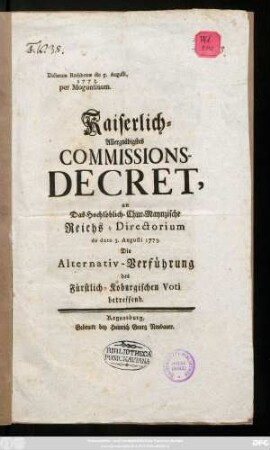 Dictatum Ratisbonæ die 9. Augusti,
1773.
per Moguntinum.
Kaiserlich-
Allergnädigstes
COMMISSIONS-
DECRET,
an
Das Hochlöblich-Chur-Maynzische
Reichs-Directorium
de dato 3. Augusti 1773.
Die
Alternativ-Verführung
des
Fürstlich-Koburgischen Voti
betreffend.
Regensburg,
Gedruckt bey Heinrich Georg Neubauer.
BIBLIOTHECA
PONICKAVIANA